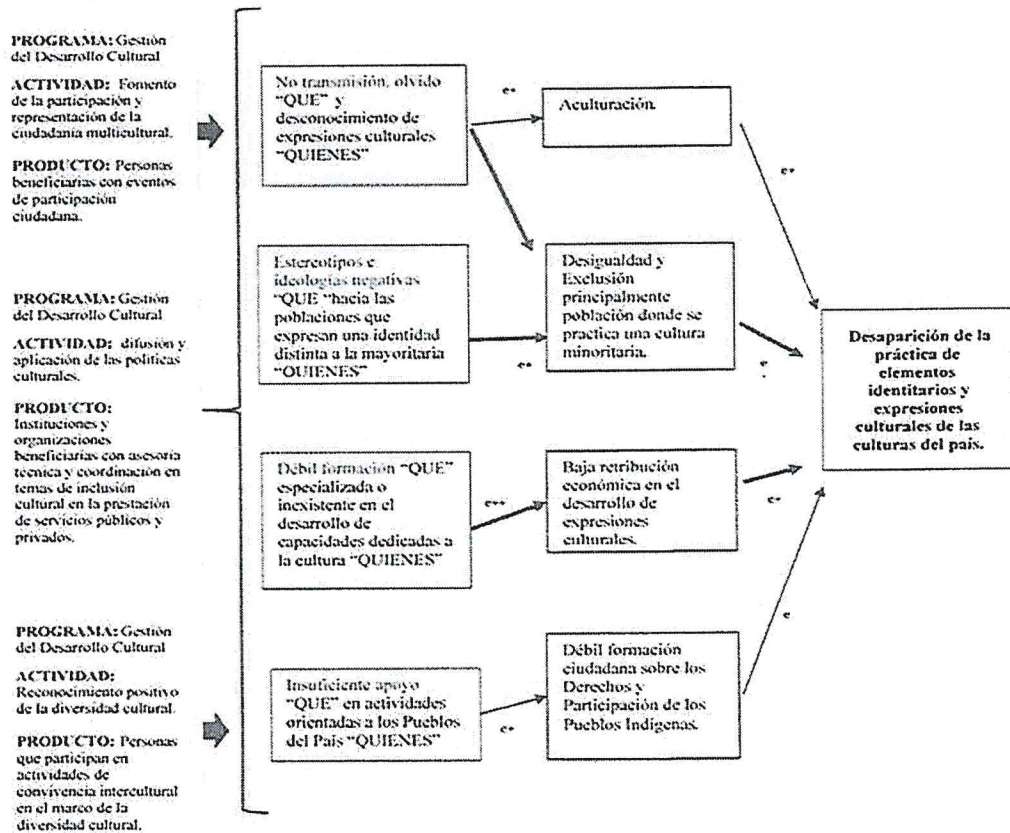 PROGRAMA: Gestión
del Desarrollo Cultural
ACTIVIDAD: Fomento
de la participación y
representación de la
ciudadanía multicultural.
PRODUCTO: Personas
beneficiarias con eventos
de participación
ciudadana.
PROGRAMA: Gestión
del Desarrollo Cultural
ACTIVIDAD: difusión y
aplicación de las políticas
culturales.
PRODUCTO:
Instituciones y
organizaciones
beneficiarias con asesoría
técnica y coordinación en
temas de inclusión
cultural en la prestación
de servicios públicos y
privados.
PROGRAMA: Gestión
del Desarrollo Cultural
ACTIVIDAD:
Reconocimiento positivo
de la diversidad cultural.
PRODUCTO: Personas
que participan en
actividades de
convivencia intercultural
en el marco de la
diversidad cultural.
No transmisión, olvido
"QUE" y
desconocimiento de
expresiones culturales
"QUIENES"
e+
Aculturación.
e+
Estereotipos e
ideologías negativas
"QUE "hacia las
poblaciones que
expresan una identidad
distinta a la mayoritaria
"QUIENES"
e+
Desigualdad y
Exclusión
principalmente
población donde se
practica una cultura
minoritaria.
Débil formación "QUE"
especializada o
inexistente en el
desarrollo de
capacidades dedicadas a
la cultura "QUIENES"
e++
Baja retribución
económica en el
desarrollo de
expresiones
culturales.
e+
Insuficiente apoyo
"QUE" en actividades
orientadas a los Pueblos
del País "QUIENES"
e+
Débil formación
ciudadana sobre los
Derechos y
Participación de los
Pueblos Indígenas.
e
Desaparición de la
práctica de
elementos
identitarios y
expresiones
culturales de las
culturas del país.